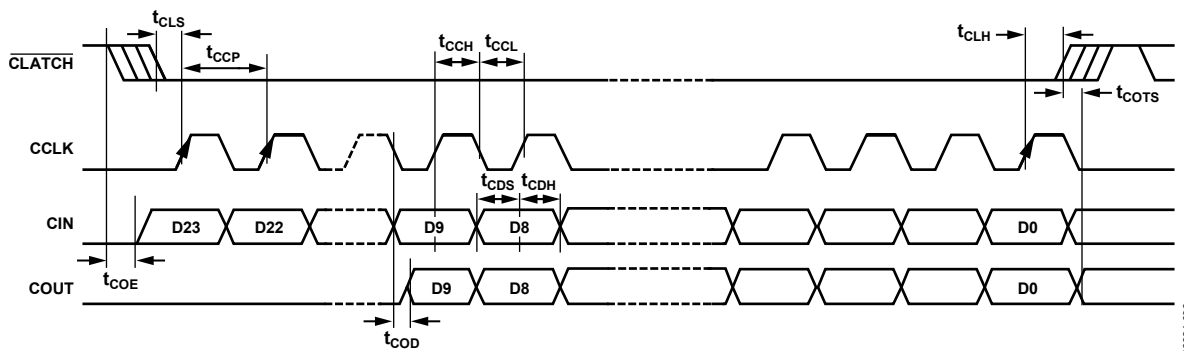 tCLS
tCCP
tCCH
tCCL
tCLH
CLATCH
tCOTS
CCLK
tCDS
tCDH
CIN
D23
D22
D9
D8
D0
tCOE
COUT
D9
D8
D0
tCOD